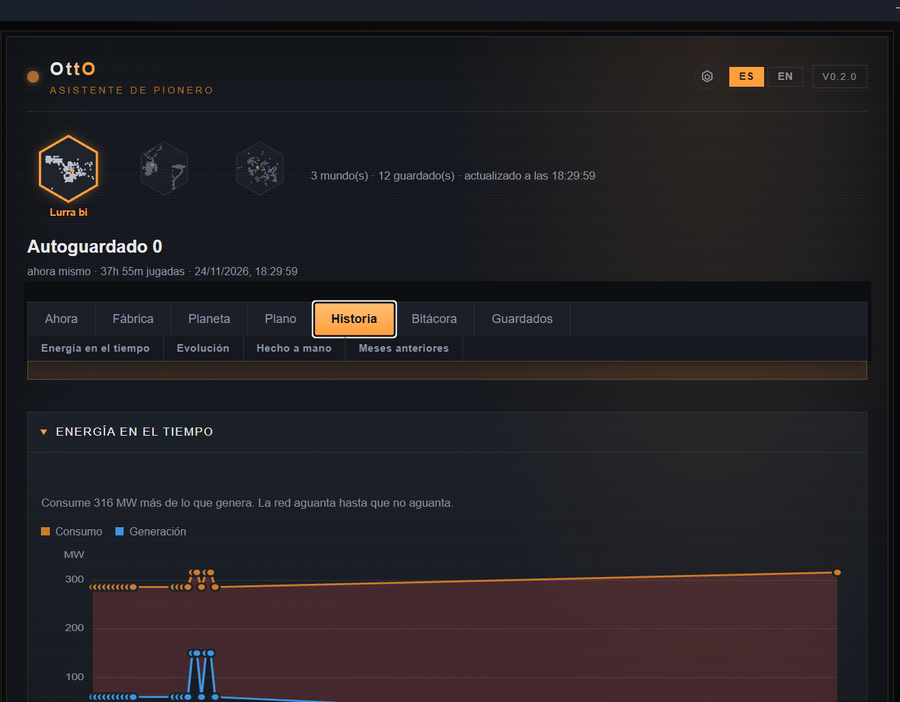 OttO
ASISTENTE DE PIONERO
ES EN V0.2.0
3 mundo(s) · 12 guardado(s) · actualizado a las 18:29:59
Lurra bi
Autoguardado 0
ahora mismo · 37h 55m jugadas · 24/11/2026, 18:29:59
Ahora Fábrica Planeta Plano Historia Bitácora Guardados
Energía en el tiempo Evolución Hecho a mano Meses anteriores
ENERGÍA EN EL TIEMPO
Consume 316 MW más de lo que genera. La red aguanta hasta que no aguanta.
Consumo Generación
MW
300
200
100